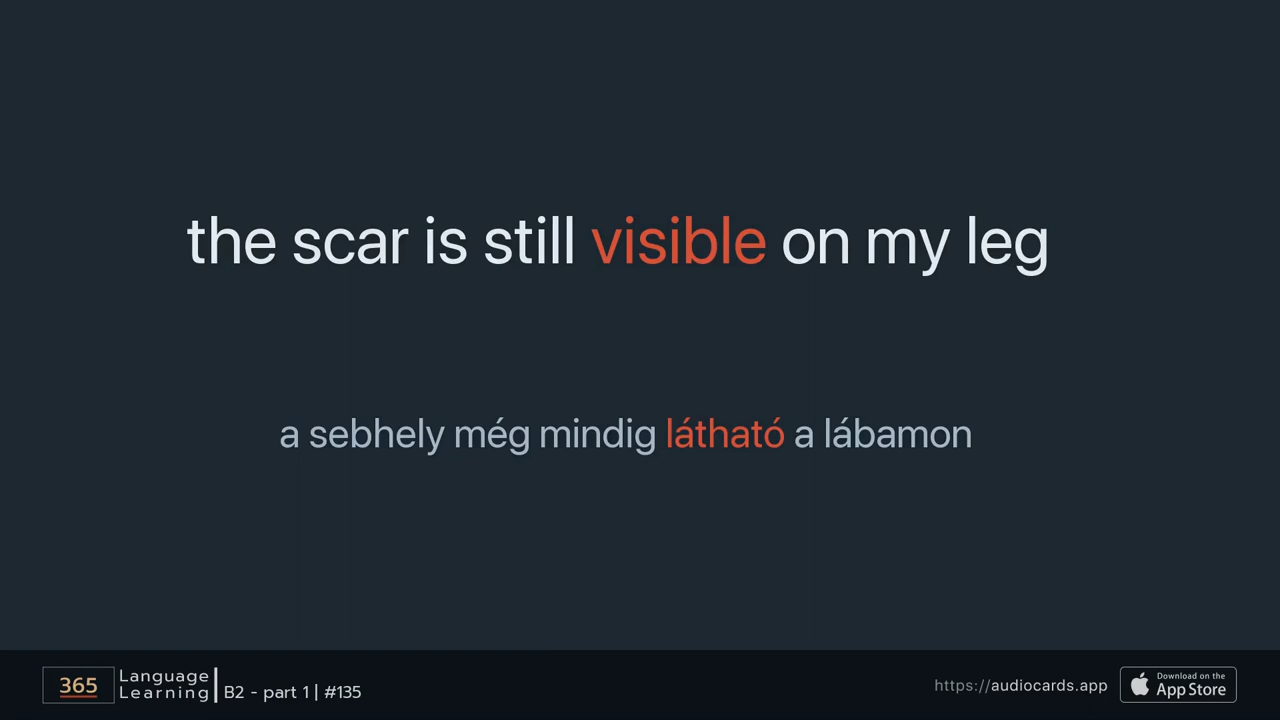 the scar is still visible on my leg
a sebhely még mindig látható a lábamon
365
Language
Learning
B2 - part 1 | #135
https://audiocards.app
Download on the
App Store